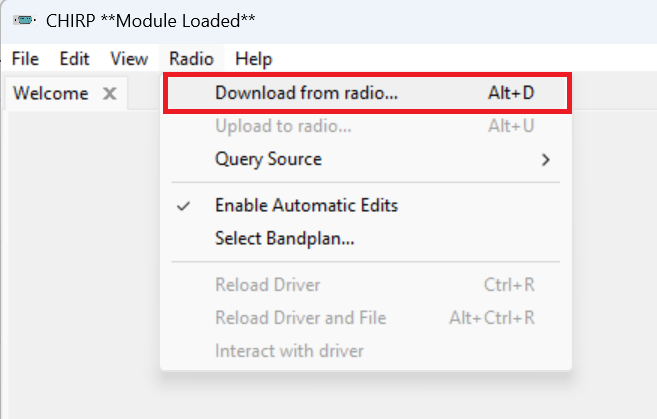 CHIRP **Module Loaded**
File Edit View Radio Help
Welcome
Download from radio... Alt+D
Upload to radio... Alt+U
Query Source
Enable Automatic Edits
Select Bandplan...
Reload Driver Ctrl+R
Reload Driver and File Alt+Ctrl+R
Interact with driver